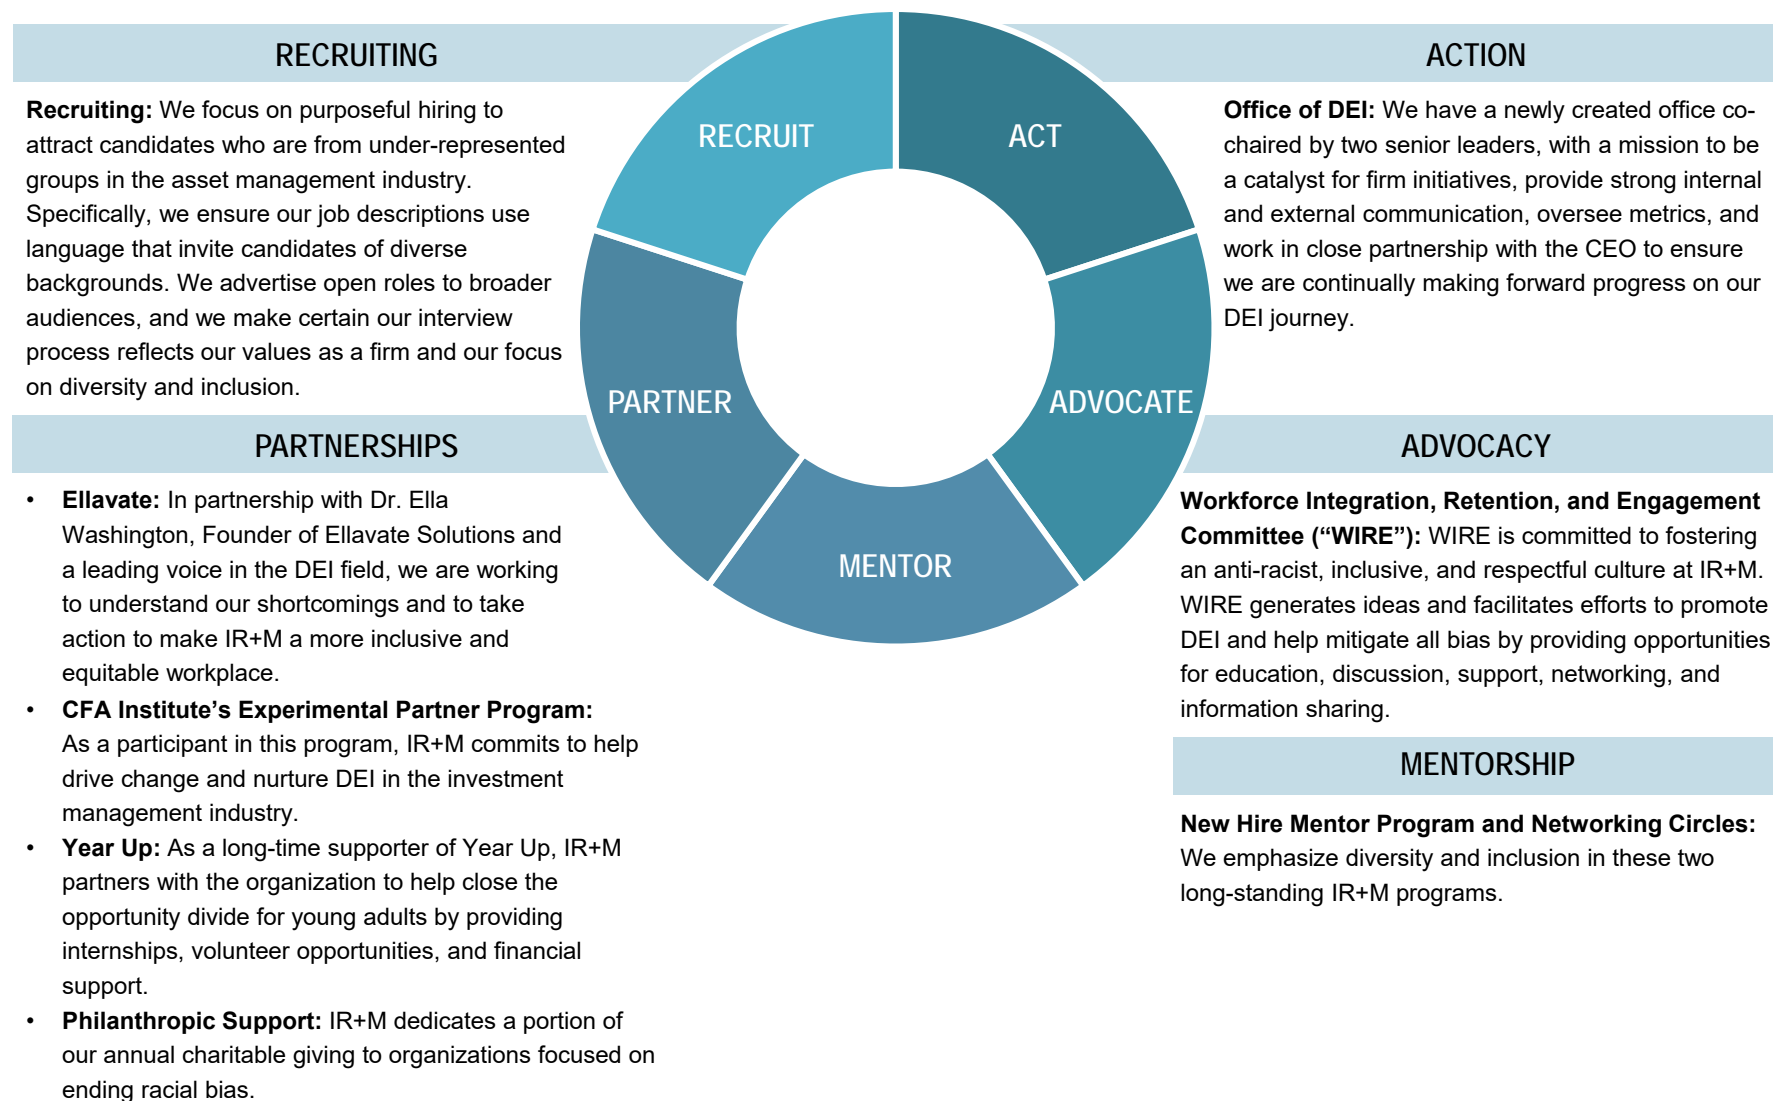 RECRUITING
Recruiting: We focus on purposeful hiring to
attract candidates who are from under-represented
groups in the asset management industry.
Specifically, we ensure our job descriptions use
language that invite candidates of diverse
backgrounds. We advertise open roles to broader
audiences, and we make certain our interview
process reflects our values as a firm and our focus
on diversity and inclusion.
PARTNERSHIPS
• Ellavate: In partnership with Dr. Ella
Washington, Founder of Ellavate Solutions and
a leading voice in the DEI field, we are working
to understand our shortcomings and to take
action to make IR+M a more inclusive and
equitable workplace.
• CFA Institute’s Experimental Partner Program:
As a participant in this program, IR+M commits to help
drive change and nurture DEI in the investment
management industry.
• Year Up: As a long-time supporter of Year Up, IR+M
partners with the organization to help close the
opportunity divide for young adults by providing
internships, volunteer opportunities, and financial
support.
• Philanthropic Support: IR+M dedicates a portion of
our annual charitable giving to organizations focused on
ending racial bias.
RECRUIT
ACT
PARTNER
ADVOCATE
MENTOR
ACTION
Office of DEI: We have a newly created office co-
chaired by two senior leaders, with a mission to be
a catalyst for firm initiatives, provide strong internal
and external communication, oversee metrics, and
work in close partnership with the CEO to ensure
we are continually making forward progress on our
DEI journey.
ADVOCACY
Workforce Integration, Retention, and Engagement
Committee (“WIRE”): WIRE is committed to fostering
an anti-racist, inclusive, and respectful culture at IR+M.
WIRE generates ideas and facilitates efforts to promote
DEI and help mitigate all bias by providing opportunities
for education, discussion, support, networking, and
information sharing.
MENTORSHIP
New Hire Mentor Program and Networking Circles:
We emphasize diversity and inclusion in these two
long-standing IR+M programs.